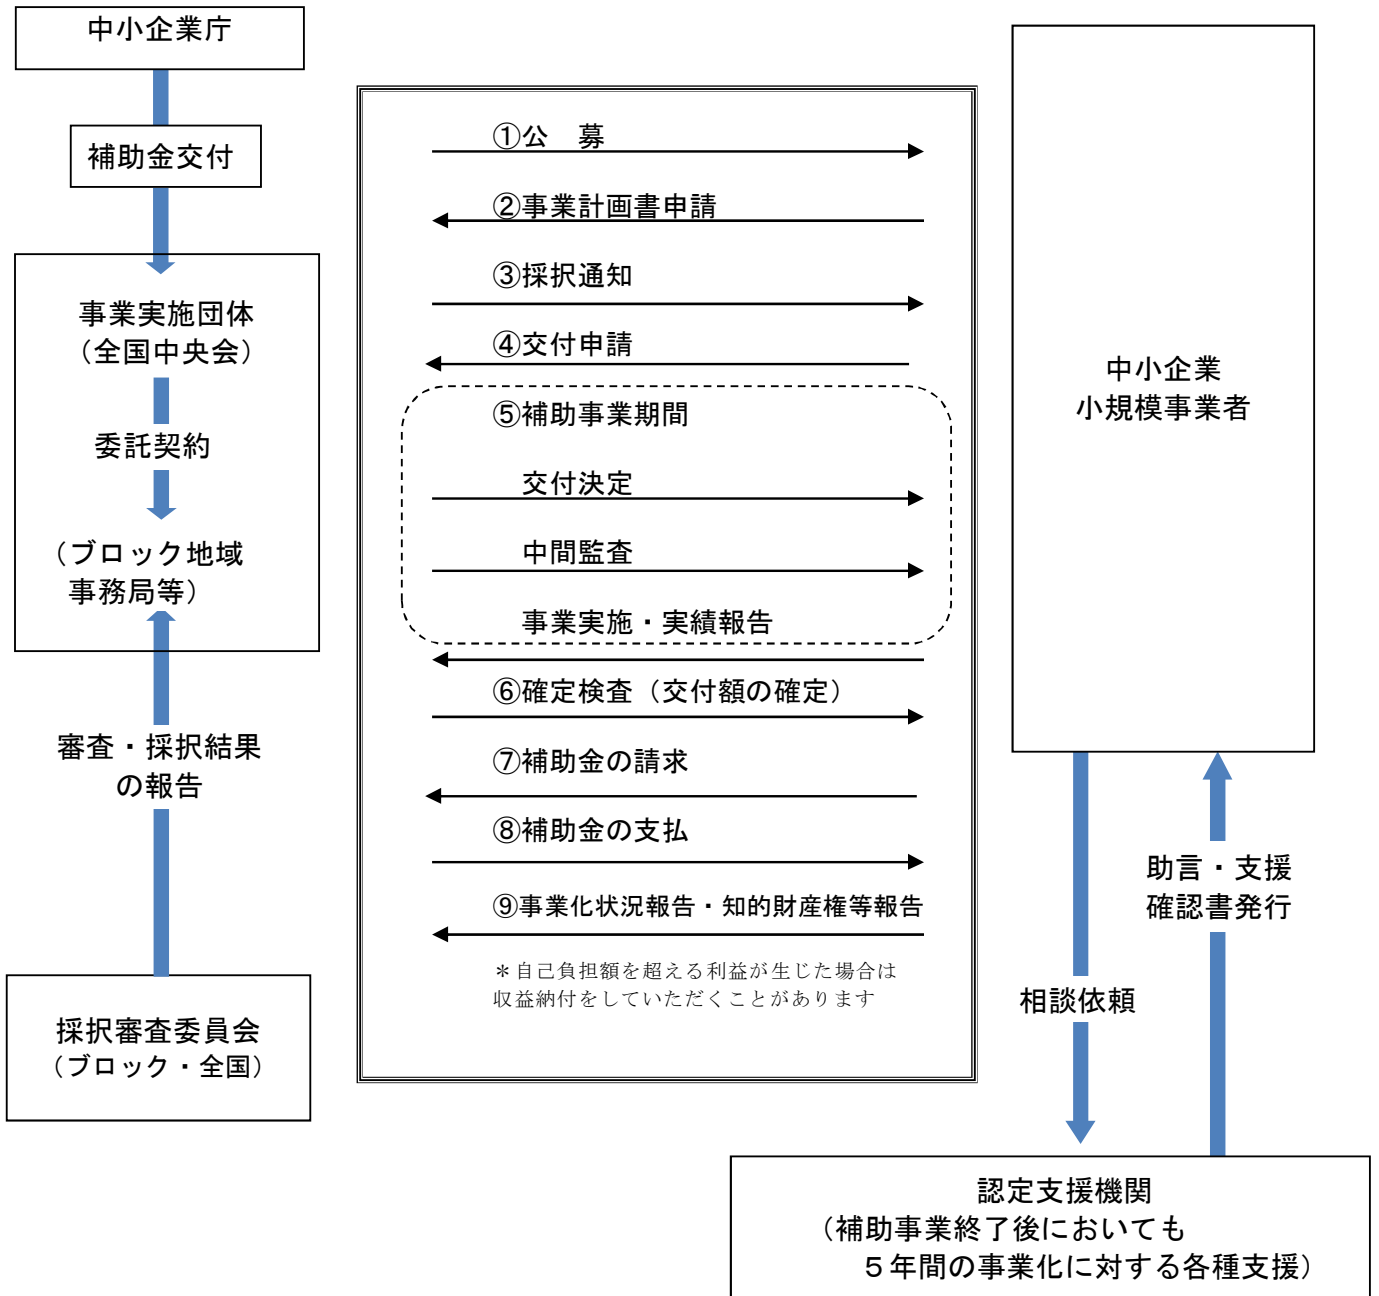 中小企業庁
補助金交付
事業実施団体
（全国中央会）
委託契約
（ブロック地域
事務局等）
審査・採択結果
の報告
採択審査委員会
（ブロック・全国）
①公　募
②事業計画書申請
③採択通知
④交付申請
⑤補助事業期間
交付決定
中間監査
事業実施・実績報告
⑥確定検査（交付額の確定）
⑦補助金の請求
⑧補助金の支払
⑨事業化状況報告・知的財産権等報告
＊自己負担額を超える利益が生じた場合は
収益納付をしていただくことがあります
中小企業
小規模事業者
助言・支援
確認書発行
相談依頼
認定支援機関
（補助事業終了後においても
５年間の事業化に対する各種支援）